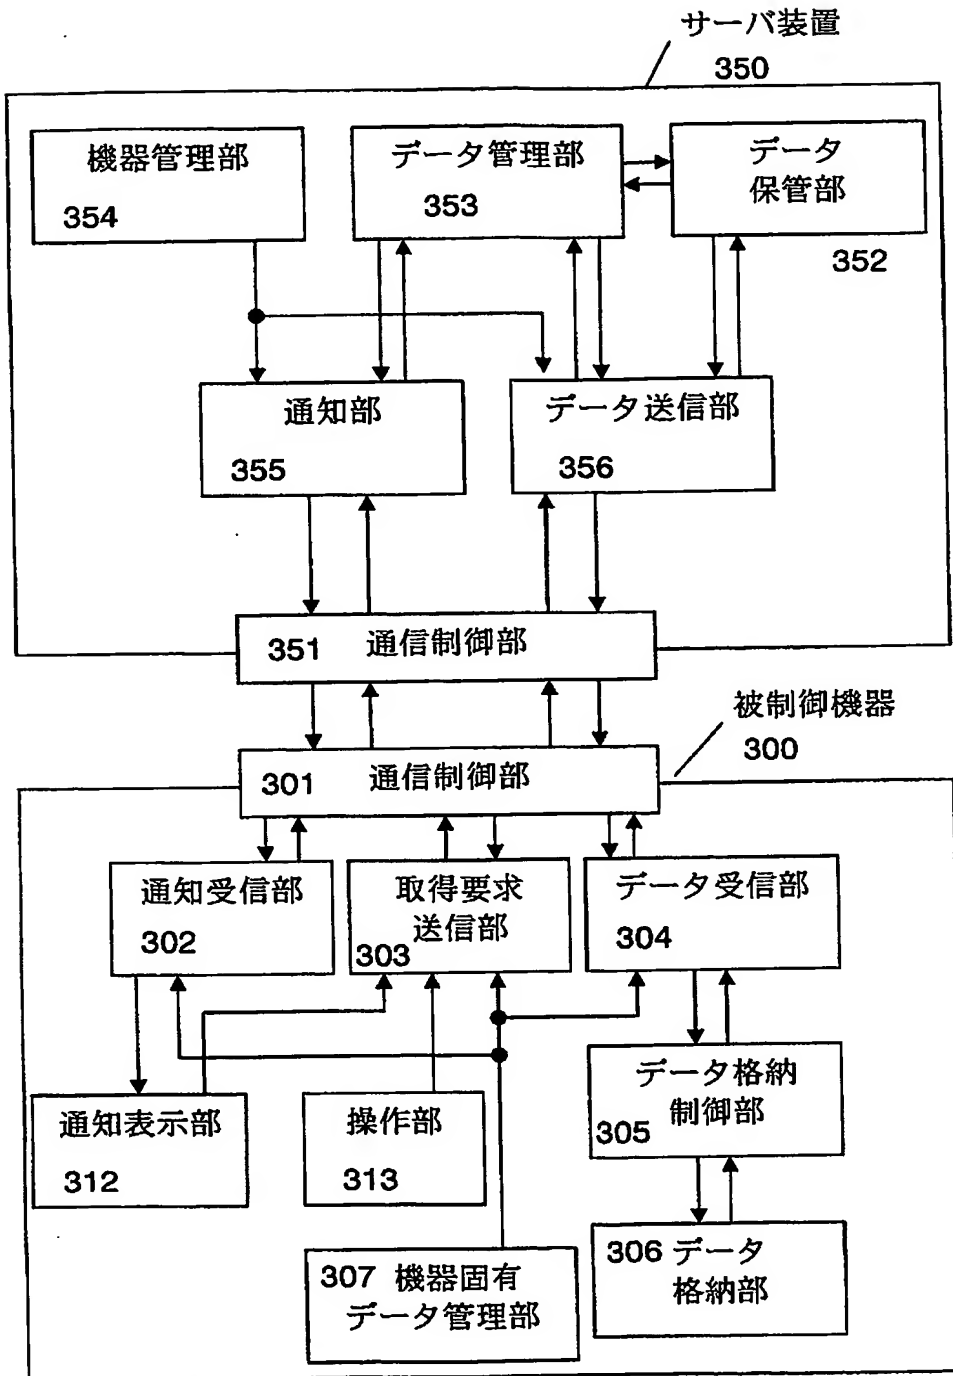 サーバ装置
350
機器管理部
354
データ管理部
353
データ
保管部
352
通知部
355
データ送信部
356
351 通信制御部
被制御機器
300
301 通信制御部
通知受信部
302
取得要求
送信部
303
データ受信部
304
データ格納
制御部
305
通知表示部
312
操作部
313
307 機器固有
データ管理部
306 データ
格納部